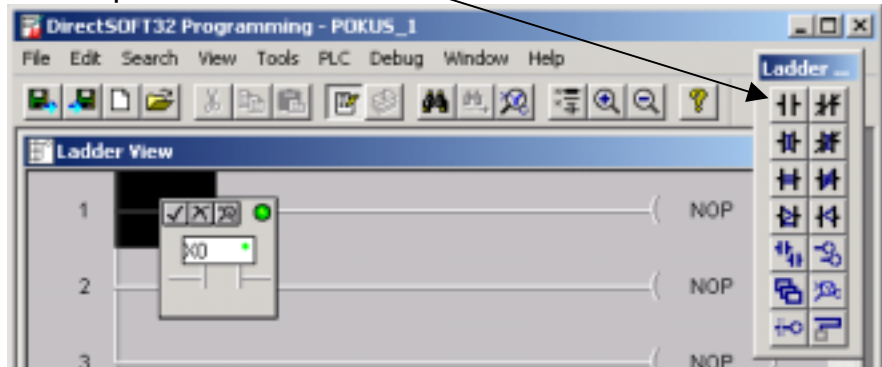 DirectSOFT32 Programming - POKUS_1
File Edit Search View Tools PLC Debug Window Help
Ladder ...
Ladder View
1 NOP
X0
2 NOP
3 NOP